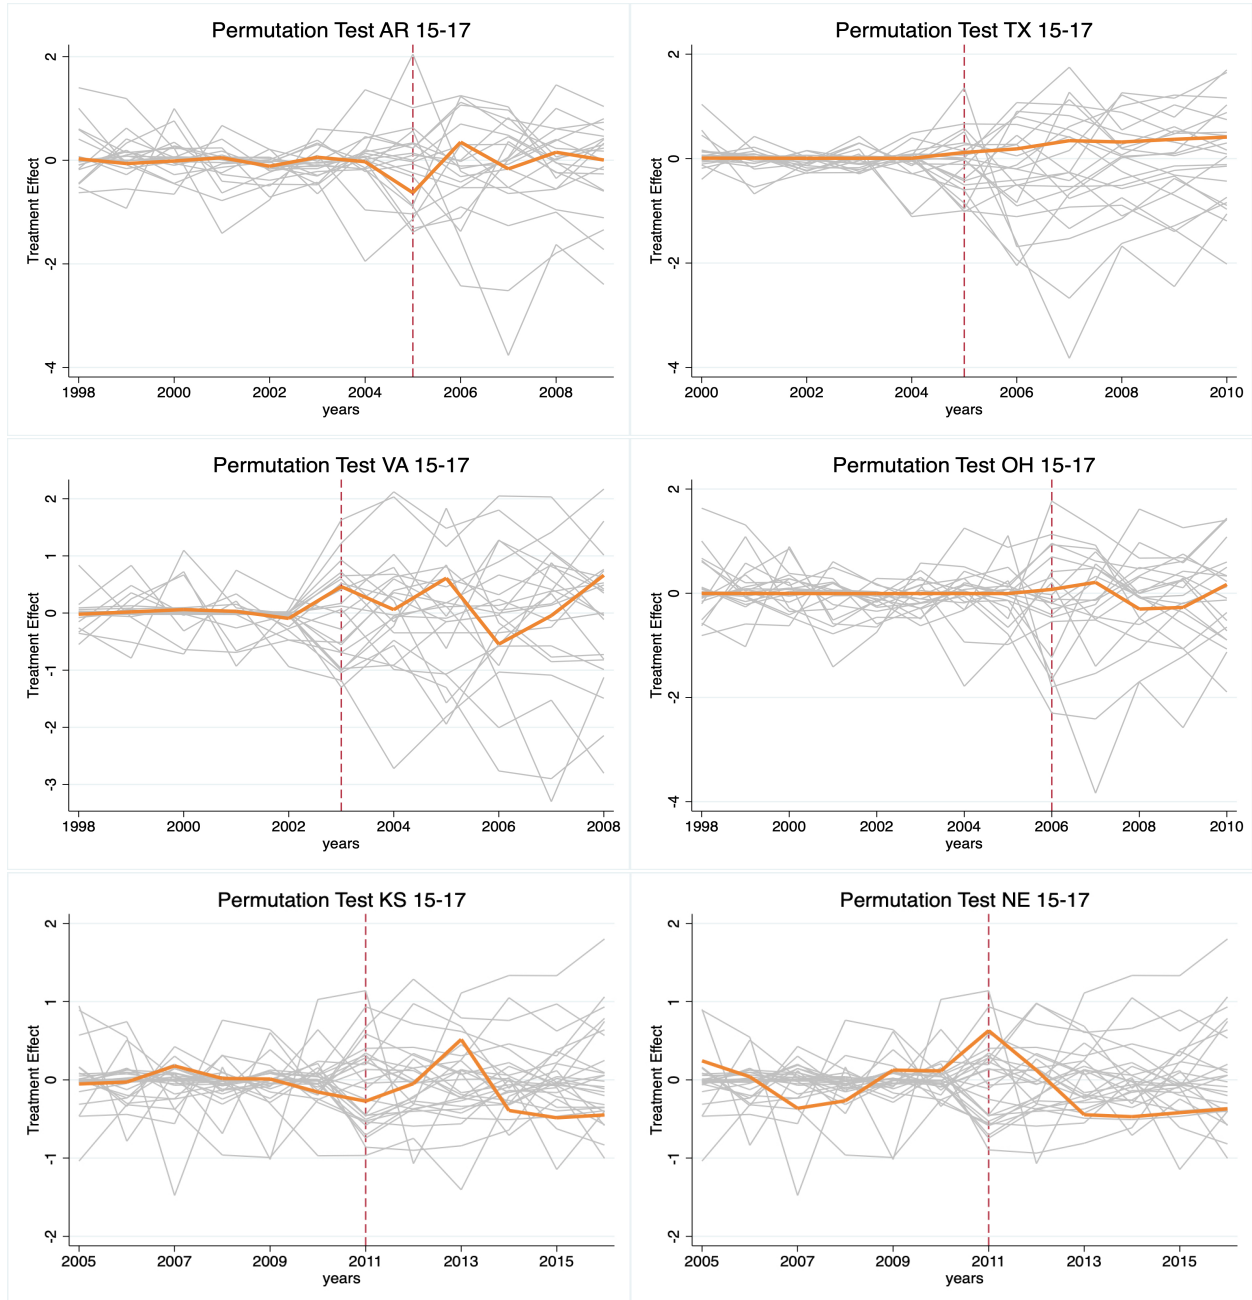 Permutation Test AR 15-17
Treatment Effect
2
0
-2
-4
1998 2000 2002 2004 2006 2008
years
Permutation Test TX 15-17
Treatment Effect
2
0
-2
-4
2000 2002 2004 2006 2008 2010
years
Permutation Test VA 15-17
Treatment Effect
2
1
0
-1
-2
-3
1998 2000 2002 2004 2006 2008
years
Permutation Test OH 15-17
Treatment Effect
2
0
-2
-4
1998 2000 2002 2004 2006 2008 2010
years
Permutation Test KS 15-17
Treatment Effect
2
1
0
-1
-2
2005 2007 2009 2011 2013 2015
years
Permutation Test NE 15-17
Treatment Effect
2
1
0
-1
-2
2005 2007 2009 2011 2013 2015
years